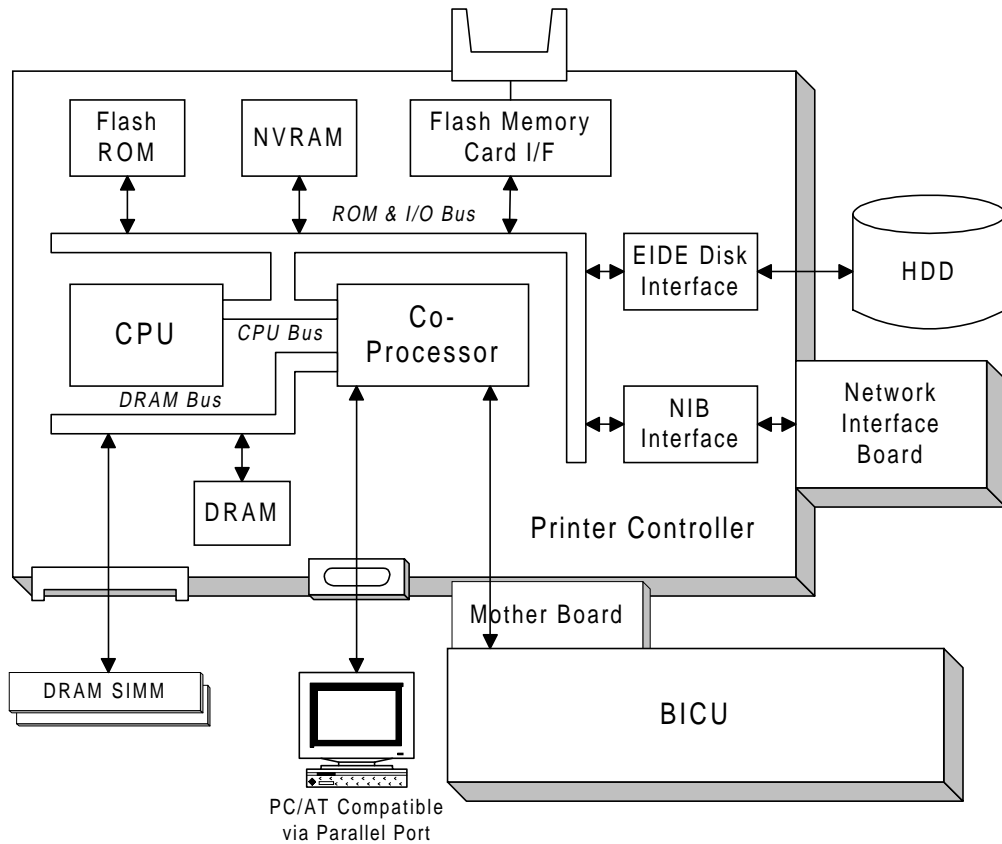 Flash
ROM
NVRAM
Flash Memory
Card I/F
ROM & I/O Bus
EIDE Disk
Interface
HDD
CPU
CPU Bus
Co-
Processor
DRAM Bus
NIB
Interface
Network
Interface
Board
DRAM
Printer Controller
Mother Board
DRAM SIMM
BICU
PC/AT Compatible
via Parallel Port